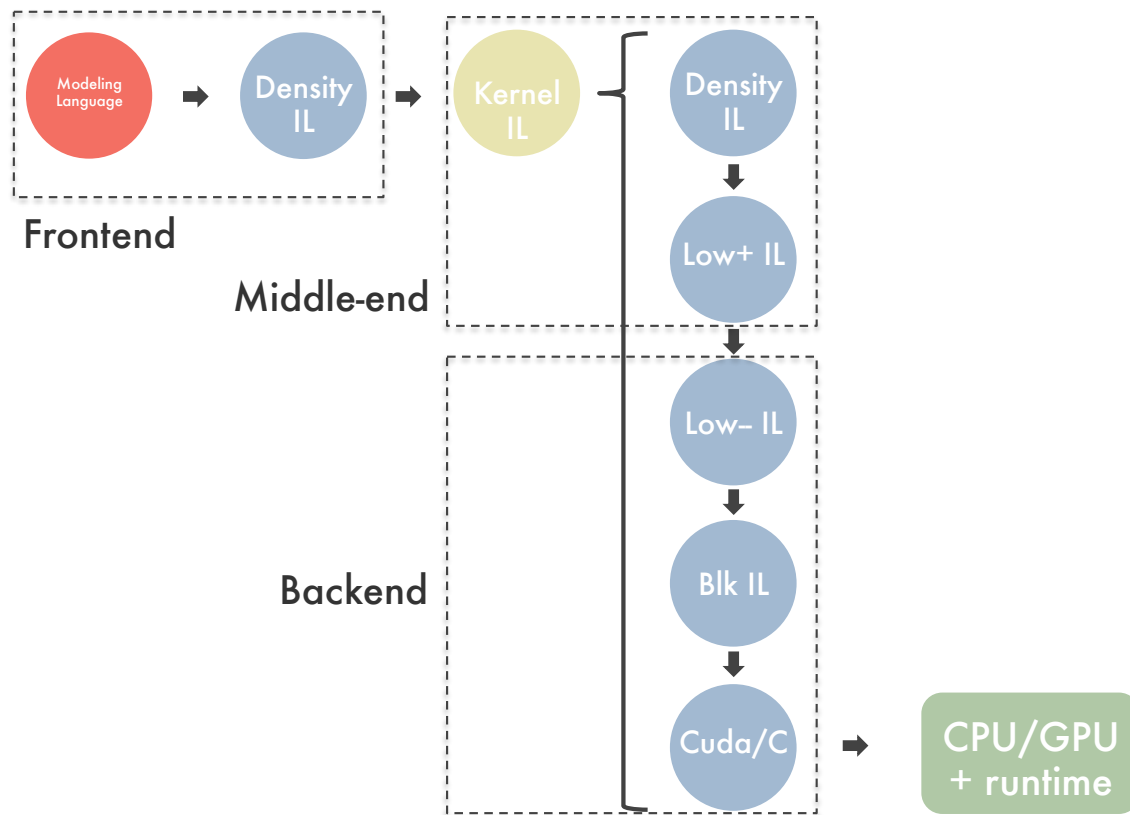 Modeling
Language
Density
IL
Kernel
IL
Density
IL
Frontend
Low+ IL
Middle-end
Low– IL
Backend
Blk IL
Cuda/C
CPU/GPU
+ runtime